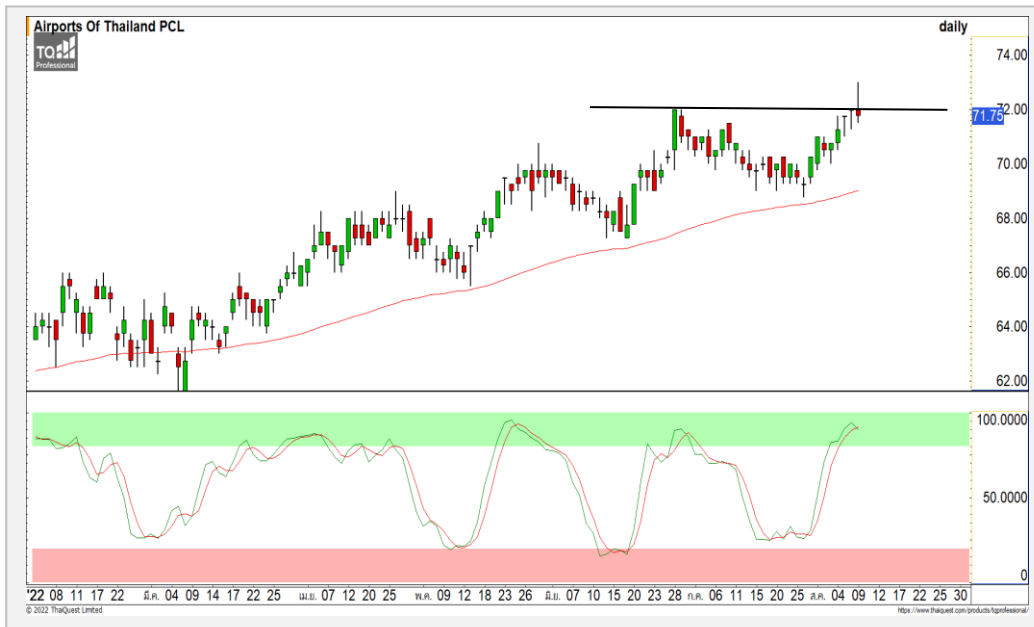 Airports Of Thailand PCL daily
TQ
Professional
74.00
72.00
71.75
70.00
68.00
66.00
64.00
62.00
100.0000
50.0000
0
'22 08 11 17 22 มี.ค. 04 09 14 17 22 25 เม.ย. 07 12 20 25 พ.ค. 09 12 18 23 26 มิ.ย. 07 10 15 20 23 28 ก.ค. 06 11 15 20 25 ส.ค. 04 09 12 17 22 25 30
© 2022 ThaiQuest Limited https://www.thaiquest.com/products/tqprofessional/